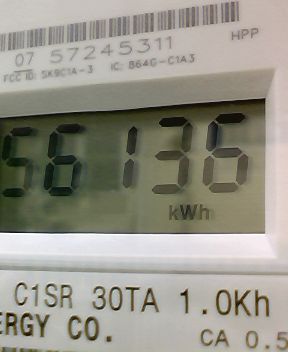 07 57245311
HPP
FCC ID: SK9C1A-3 IC: 864G-C1A3
56136
kWh
C1SR 30TA 1.0Kh
ERGY CO.
CA 0.5